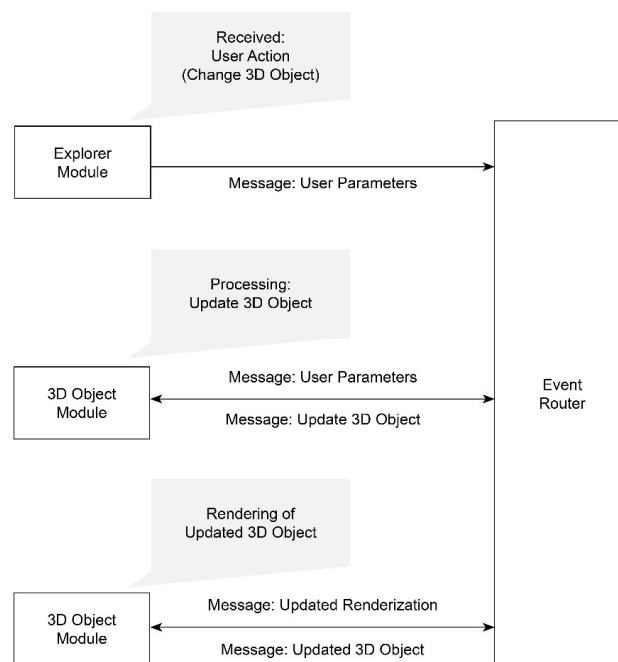 Received:
User Action
(Change 3D Object)
Explorer
Module
Message: User Parameters
Processing:
Update 3D Object
Message: User Parameters
3D Object
Module
Message: Update 3D Object
Event
Router
Rendering of
Updated 3D Object
Message: Updated Renderization
3D Object
Module
Message: Updated 3D Object